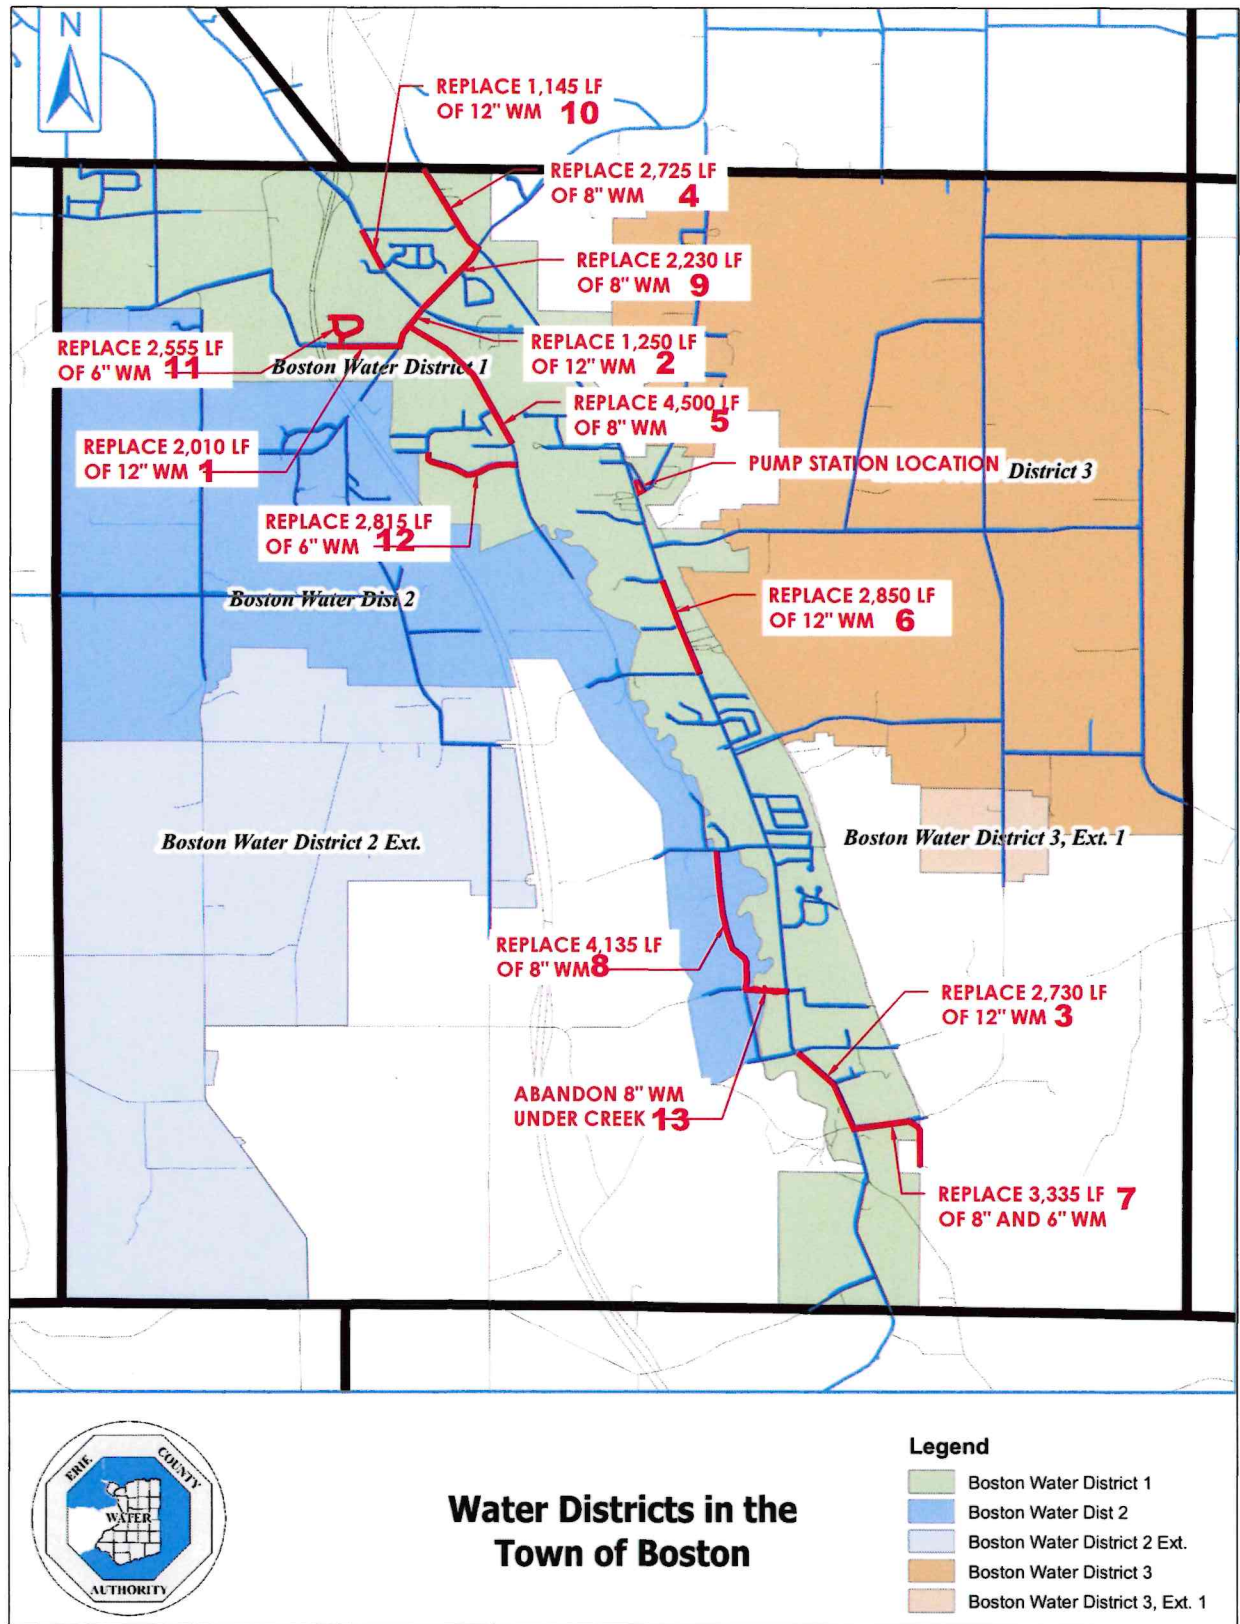 N
REPLACE 1,145 LF
OF 12" WM 10
REPLACE 2,725 LF
OF 8" WM 4
REPLACE 2,230 LF
OF 8" WM 9
REPLACE 2,555 LF
OF 6" WM 11
Boston Water District 1
REPLACE 1,250 LF
OF 12" WM 2
REPLACE 4,500 LF
OF 8" WM 5
REPLACE 2,010 LF
OF 12" WM 1
PUMP STATION LOCATION
District 3
REPLACE 2,815 LF
OF 6" WM 12
Boston Water Dist 2
REPLACE 2,850 LF
OF 12" WM 6
Boston Water District 2 Ext.
Boston Water District 3, Ext. 1
REPLACE 4,135 LF
OF 8" WM 8
REPLACE 2,730 LF
OF 12" WM 3
ABANDON 8" WM
UNDER CREEK 13
REPLACE 3,335 LF 7
OF 8" AND 6" WM
ERIE COUNTY
WATER
AUTHORITY
Water Districts in the
Town of Boston
Legend
Boston Water District 1
Boston Water Dist 2
Boston Water District 2 Ext.
Boston Water District 3
Boston Water District 3, Ext. 1